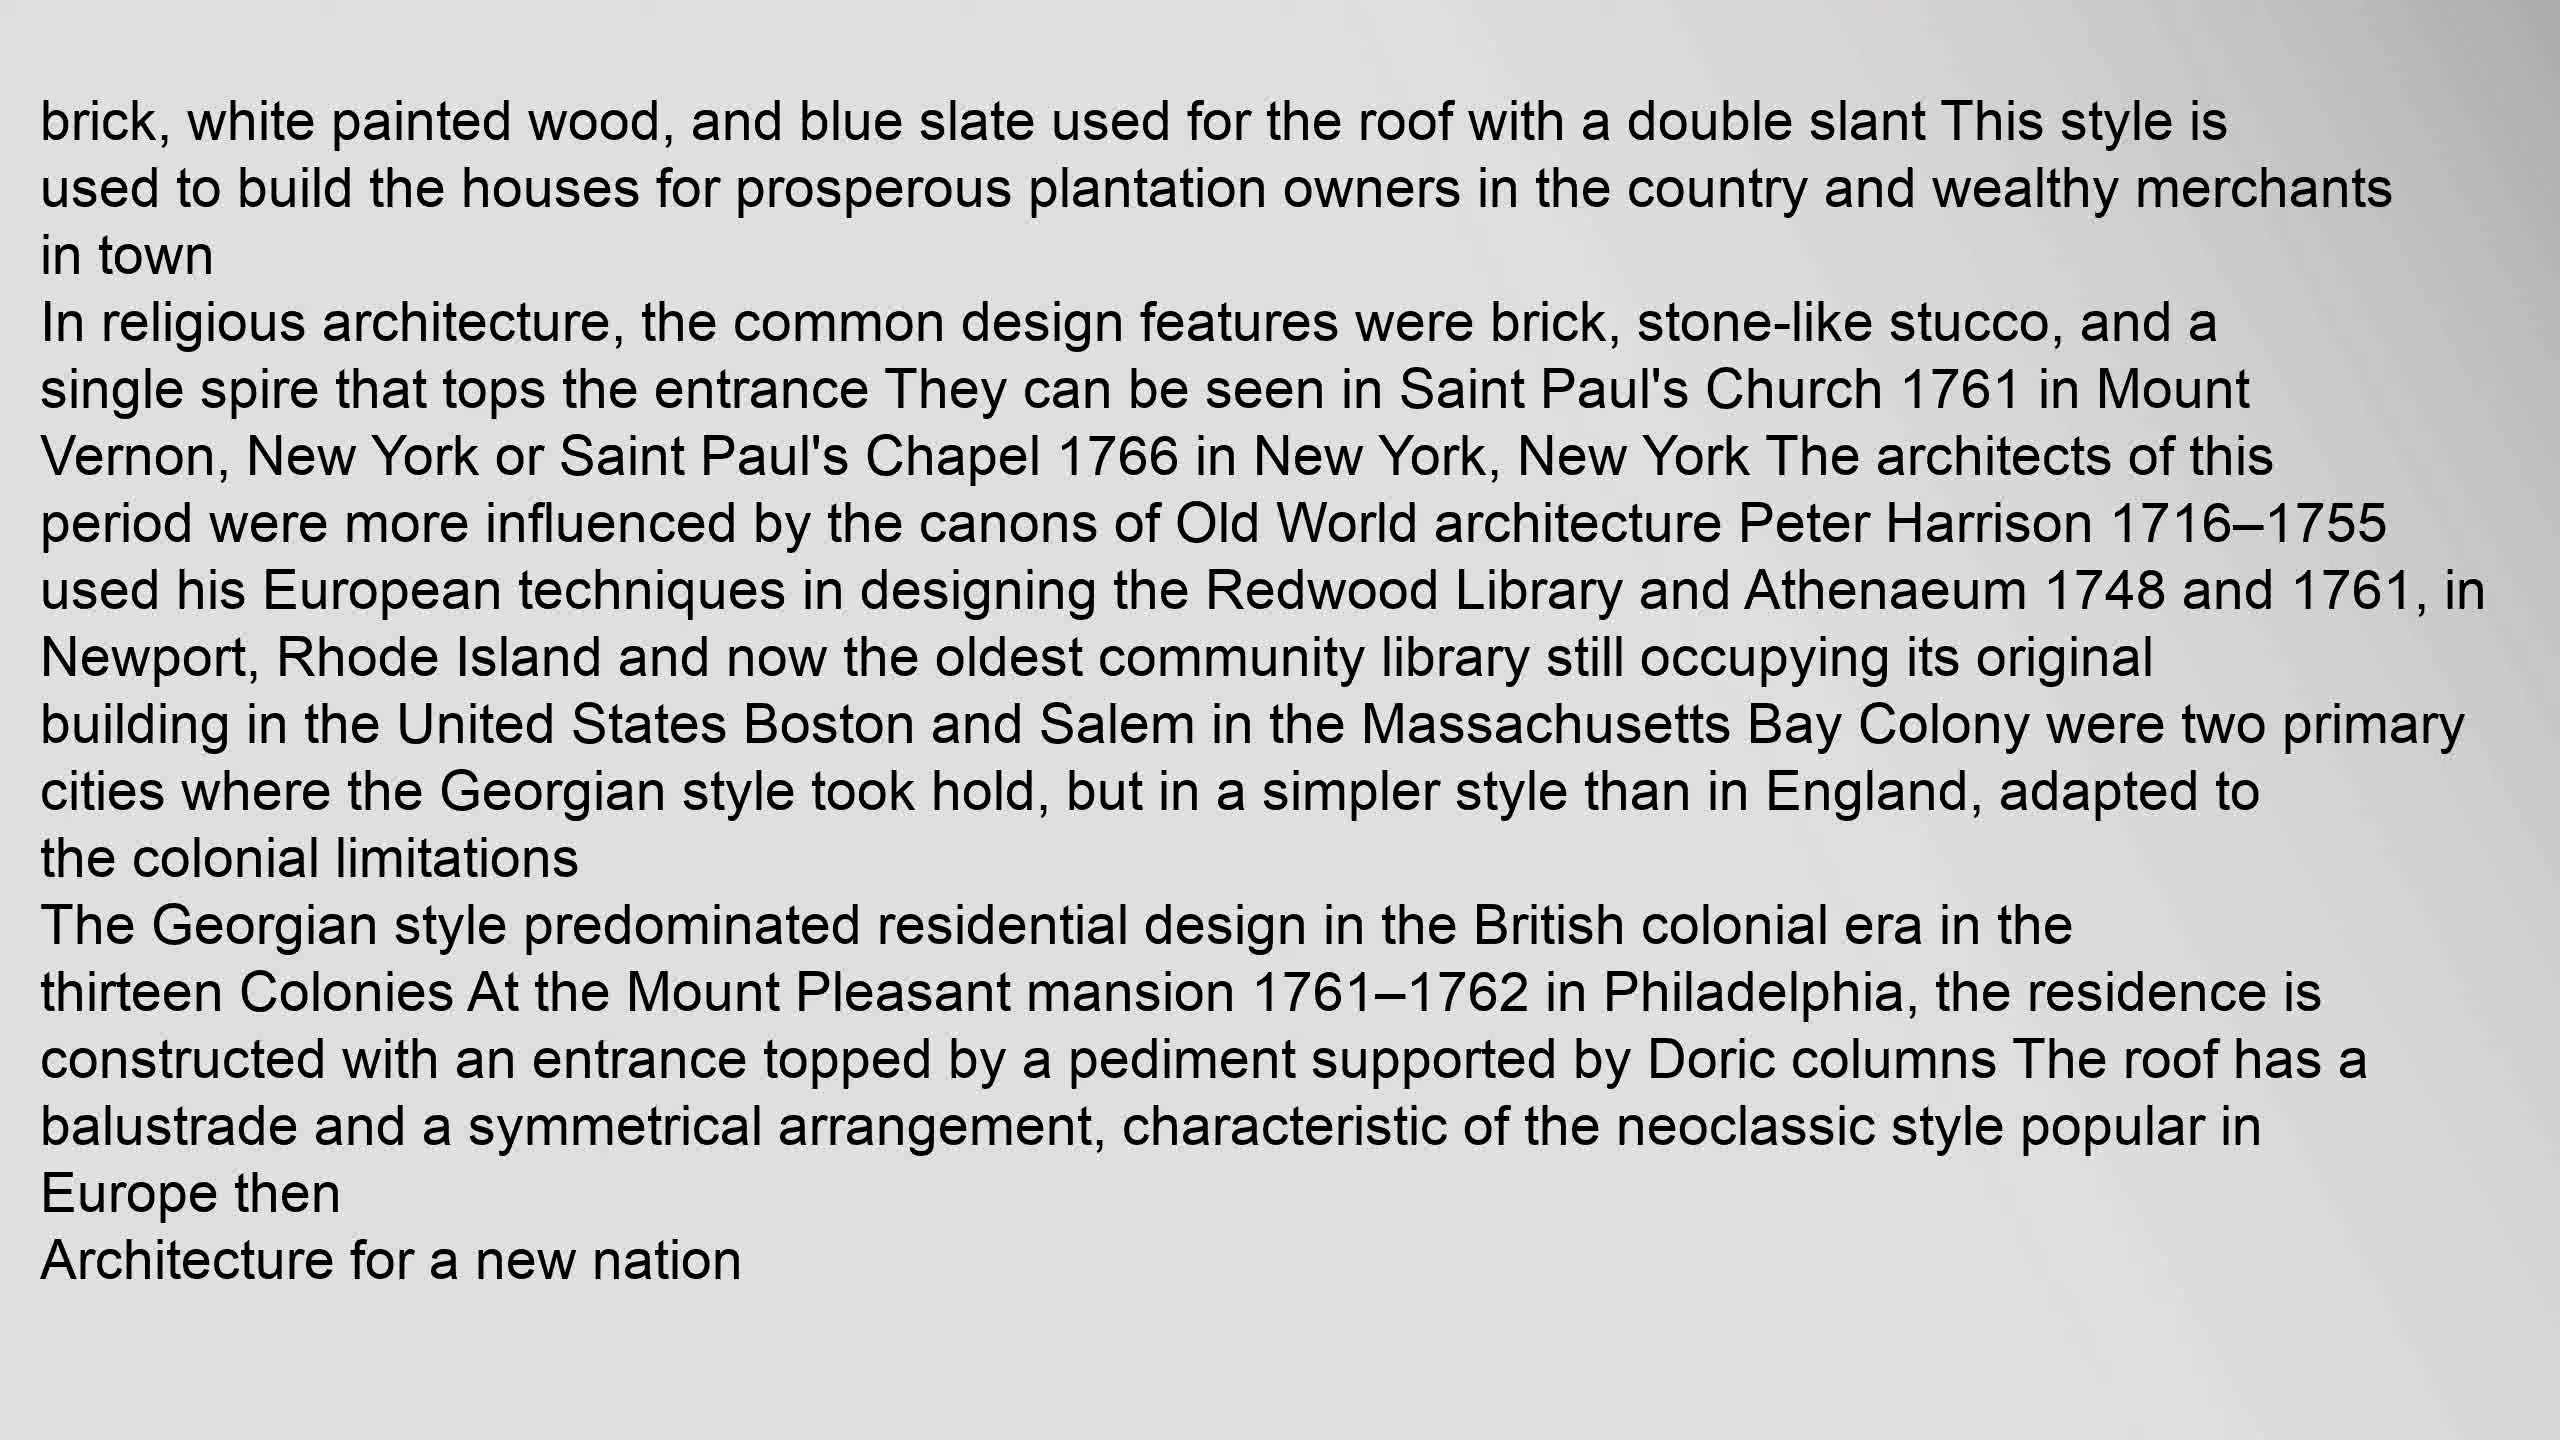 brick, white painted wood, and blue slate used for the roof with a double slant This style is
used to build the houses for prosperous plantation owners in the country and wealthy merchants
in town
In religious architecture, the common design features were brick, stone-like stucco, and a
single spire that tops the entrance They can be seen in Saint Paul's Church 1761 in Mount
Vernon, New York or Saint Paul's Chapel 1766 in New York, New York The architects of this
period were more influenced by the canons of Old World architecture Peter Harrison 1716–1755
used his European techniques in designing the Redwood Library and Athenaeum 1748 and 1761, in
Newport, Rhode Island and now the oldest community library still occupying its original
building in the United States Boston and Salem in the Massachusetts Bay Colony were two primary
cities where the Georgian style took hold, but in a simpler style than in England, adapted to
the colonial limitations
The Georgian style predominated residential design in the British colonial era in the
thirteen Colonies At the Mount Pleasant mansion 1761–1762 in Philadelphia, the residence is
constructed with an entrance topped by a pediment supported by Doric columns The roof has a
balustrade and a symmetrical arrangement, characteristic of the neoclassic style popular in
Europe then
Architecture for a new nation